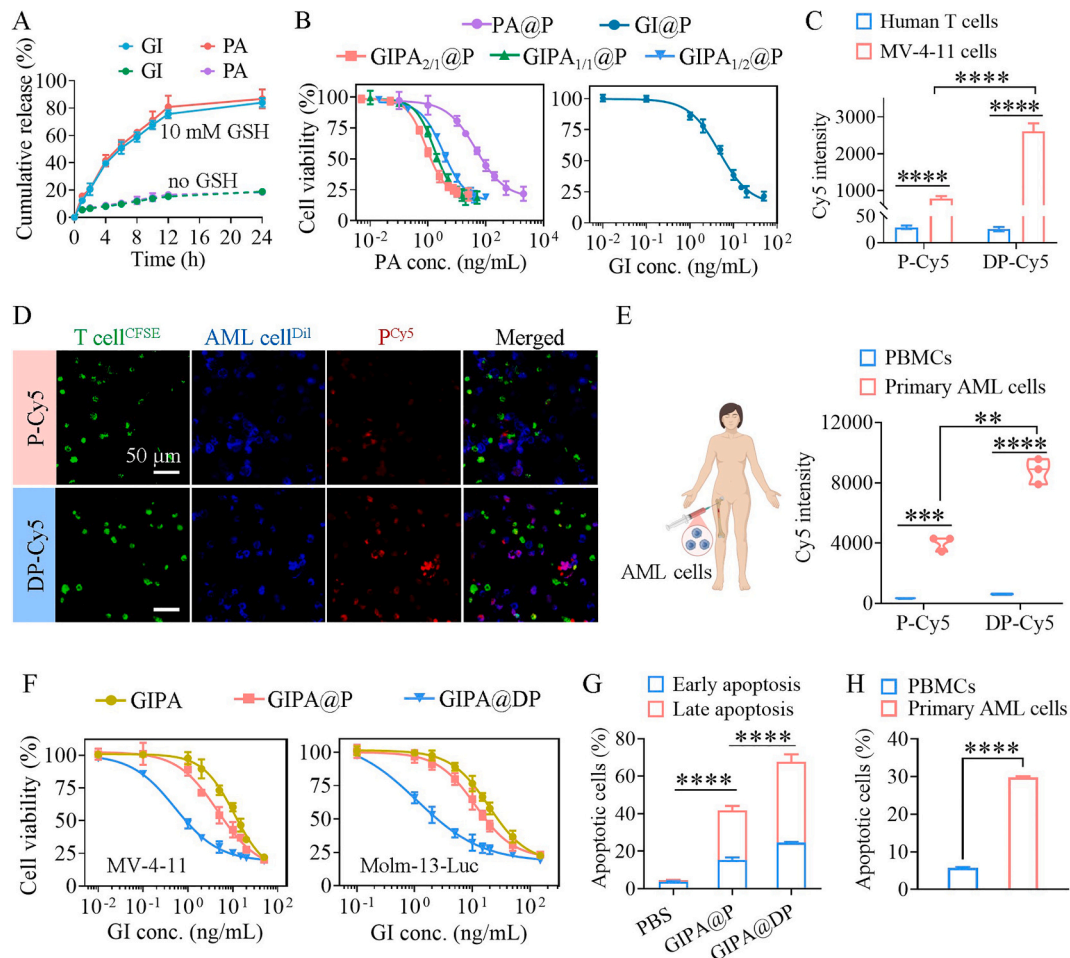 A
GI PA
GI PA
Cumulative release (%)
100
80
60
40
20
0
10 mM GSH
no GSH
0 4 8 12 16 20 24
Time (h)
B
PA@P GI@P
GIPA2/1@P GIPA1/1@P GIPA1/2@P
Cell viability (%)
100
75
50
25
0
10⁻² 10⁰ 10² 10⁴
PA conc. (ng/mL)
100
75
50
25
0
10⁻² 10⁻¹ 10⁰ 10¹ 10²
GI conc. (ng/mL)
C
Human T cells
MV-4-11 cells
Cy5 intensity
3000
2000
1000
50
0
****
****
****
P-Cy5 DP-Cy5
D
T cellCFSE AML cellDil PCy5 Merged
P-Cy5
50 μm
DP-Cy5
E
AML cells
PBMCs
Primary AML cells
Cy5 intensity
12000
8000
4000
0
**
****
***
P-Cy5 DP-Cy5
F
GIPA GIPA@P GIPA@DP
Cell viability (%)
100
75
50
25
MV-4-11
10⁻² 10⁻¹ 10⁰ 10¹ 10²
GI conc. (ng/mL)
100
75
50
25
Molm-13-Luc
10⁻¹ 10⁰ 10¹ 10²
GI conc. (ng/mL)
G
Early apoptosis
Late apoptosis
Apoptotic cells (%)
80
60
40
20
0
****
****
PBS GIPA@P GIPA@DP
H
PBMCs
Primary AML cells
Apoptotic cells (%)
40
30
20
10
0
****